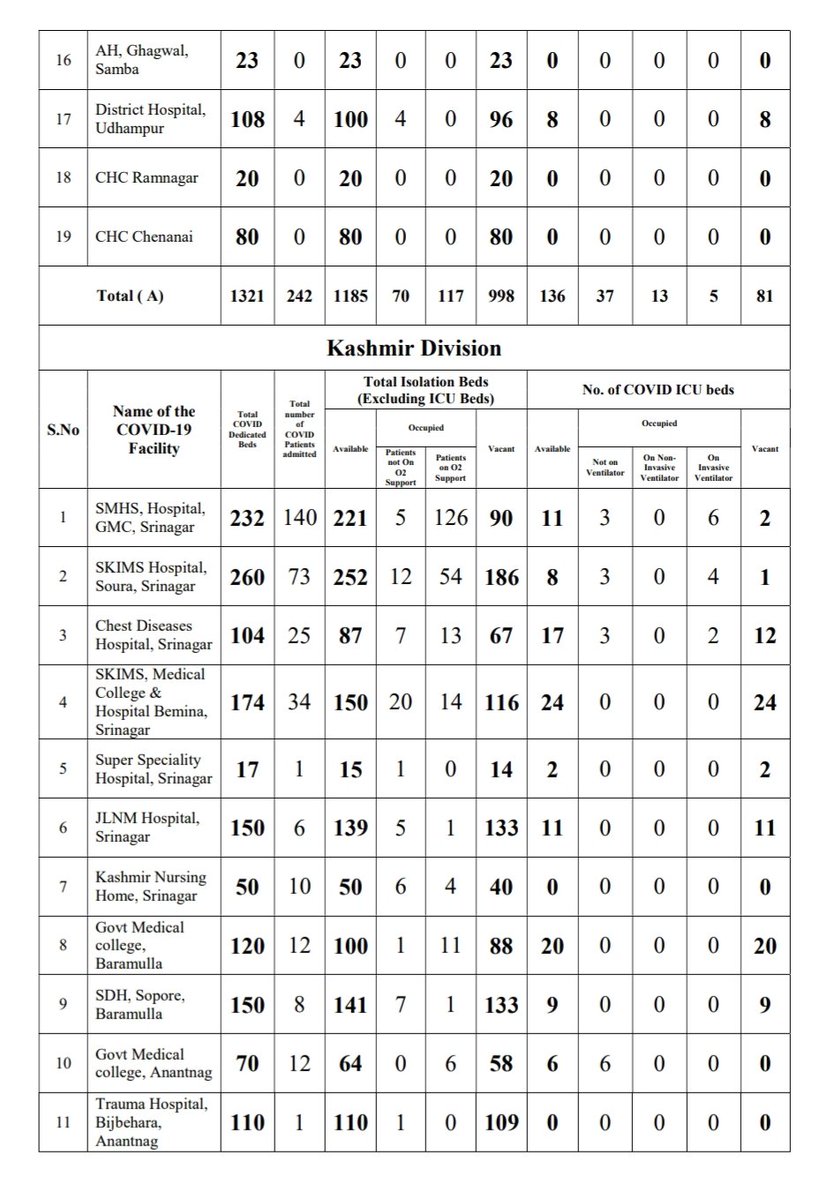 16 AH, Ghagwal, Samba 23 0 23 0 0 23 0 0 0 0 0
17 District Hospital, Udhampur 108 4 100 4 0 96 8 0 0 0 8
18 CHC Ramnagar 20 0 20 0 0 20 0 0 0 0 0
19 CHC Chenanai 80 0 80 0 0 80 0 0 0 0 0
Total ( A) 1321 242 1185 70 117 998 136 37 13 5 81
Kashmir Division
S.No Name of the COVID-19 Facility Total COVID Dedicated Beds Total number of COVID Patients admitted Total Isolation Beds (Excluding ICU Beds) No. of COVID ICU beds
Available Occupied Vacant Available Occupied Vacant
Patients not On O2 Support Patients on O2 Support Not on Ventilator On Non-Invasive Ventilator On Invasive Ventilator
1 SMHS, Hospital, GMC, Srinagar 232 140 221 5 126 90 11 3 0 6 2
2 SKIMS Hospital, Soura, Srinagar 260 73 252 12 54 186 8 3 0 4 1
3 Chest Diseases Hospital, Srinagar 104 25 87 7 13 67 17 3 0 2 12
4 SKIMS, Medical College & Hospital Bemina, Srinagar 174 34 150 20 14 116 24 0 0 0 24
5 Super Speciality Hospital, Srinagar 17 1 15 1 0 14 2 0 0 0 2
6 JLNM Hospital, Srinagar 150 6 139 5 1 133 11 0 0 0 11
7 Kashmir Nursing Home, Srinagar 50 10 50 6 4 40 0 0 0 0 0
8 Govt Medical college, Baramulla 120 12 100 1 11 88 20 0 0 0 20
9 SDH, Sopore, Baramulla 150 8 141 7 1 133 9 0 0 0 9
10 Govt Medical college, Anantnag 70 12 64 0 6 58 6 6 0 0 0
11 Trauma Hospital, Bijbehara, Anantnag 110 1 110 1 0 109 0 0 0 0 0